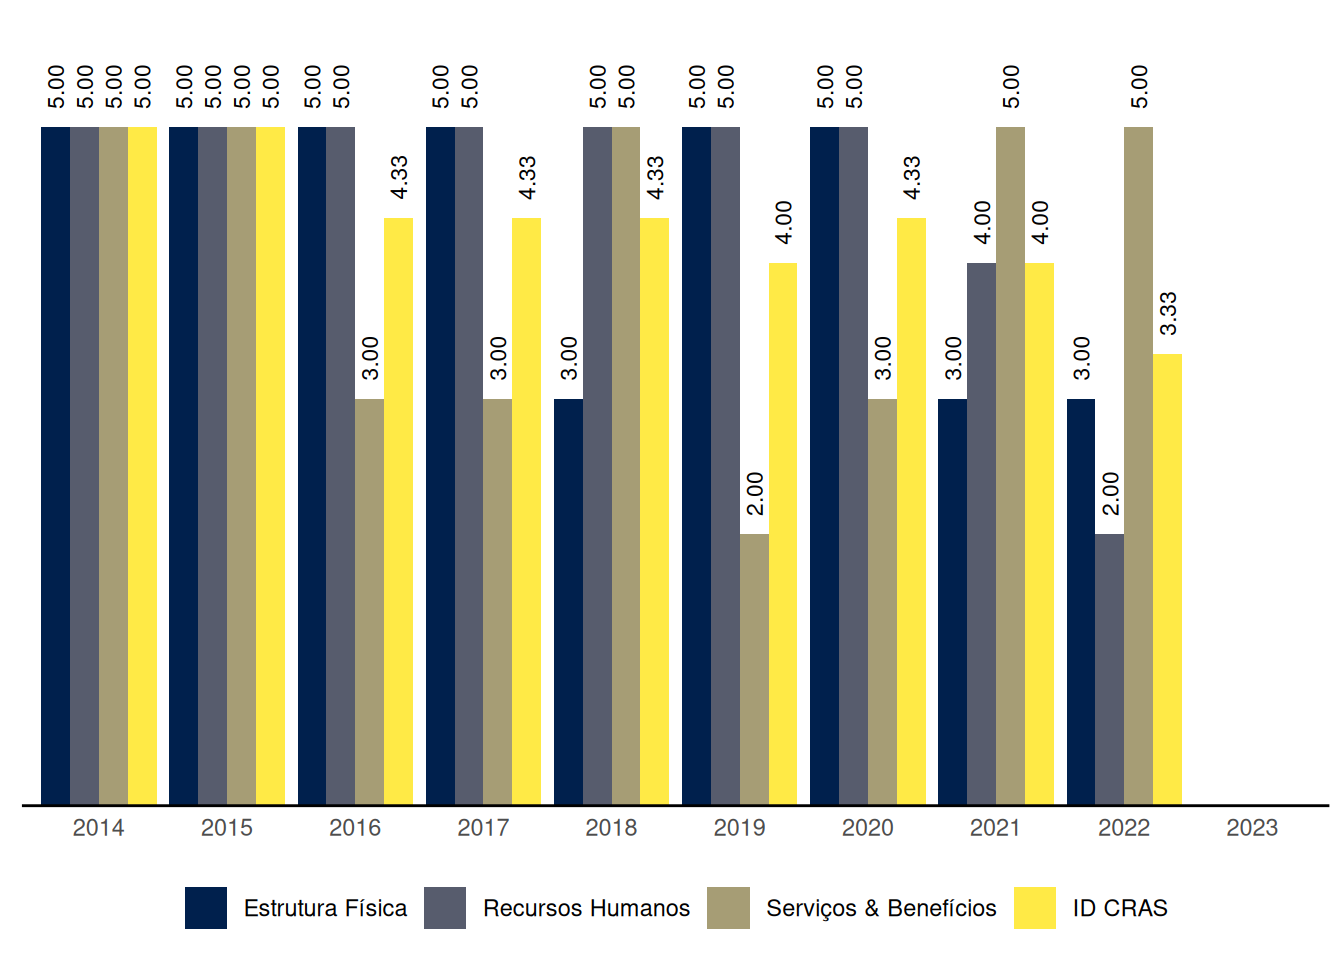 5.00 5.00 5.00 5.00 5.00 5.00 5.00 5.00 5.00 5.00 5.00 5.00 5.00 5.00 5.00 5.00 5.00 5.00 5.00 5.00
4.33 4.33 4.33 4.33
4.00 4.00 4.00
3.33
3.00 3.00 3.00 3.00 3.00 3.00
2.00 2.00
2014 2015 2016 2017 2018 2019 2020 2021 2022 2023
Estrutura Física Recursos Humanos Serviços & Benefícios ID CRAS